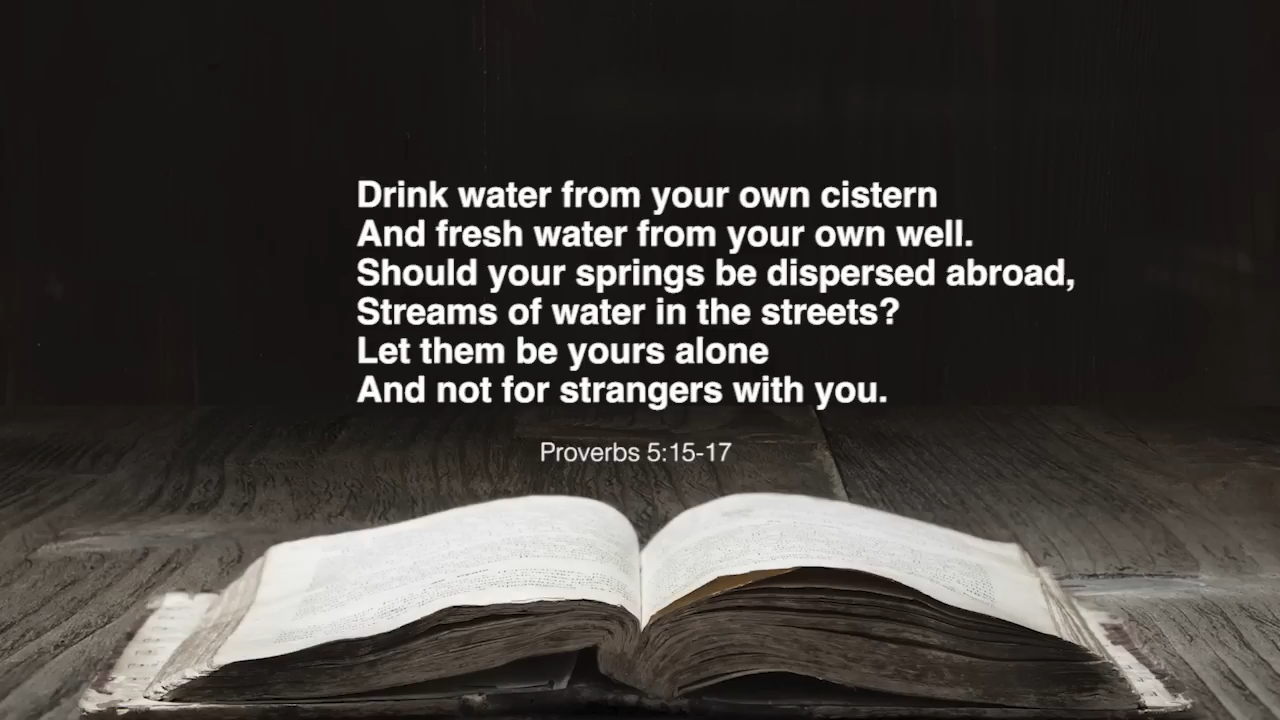 Drink water from your own cistern
And fresh water from your own well.
Should your springs be dispersed abroad,
Streams of water in the streets?
Let them be yours alone
And not for strangers with you.
Proverbs 5:15-17